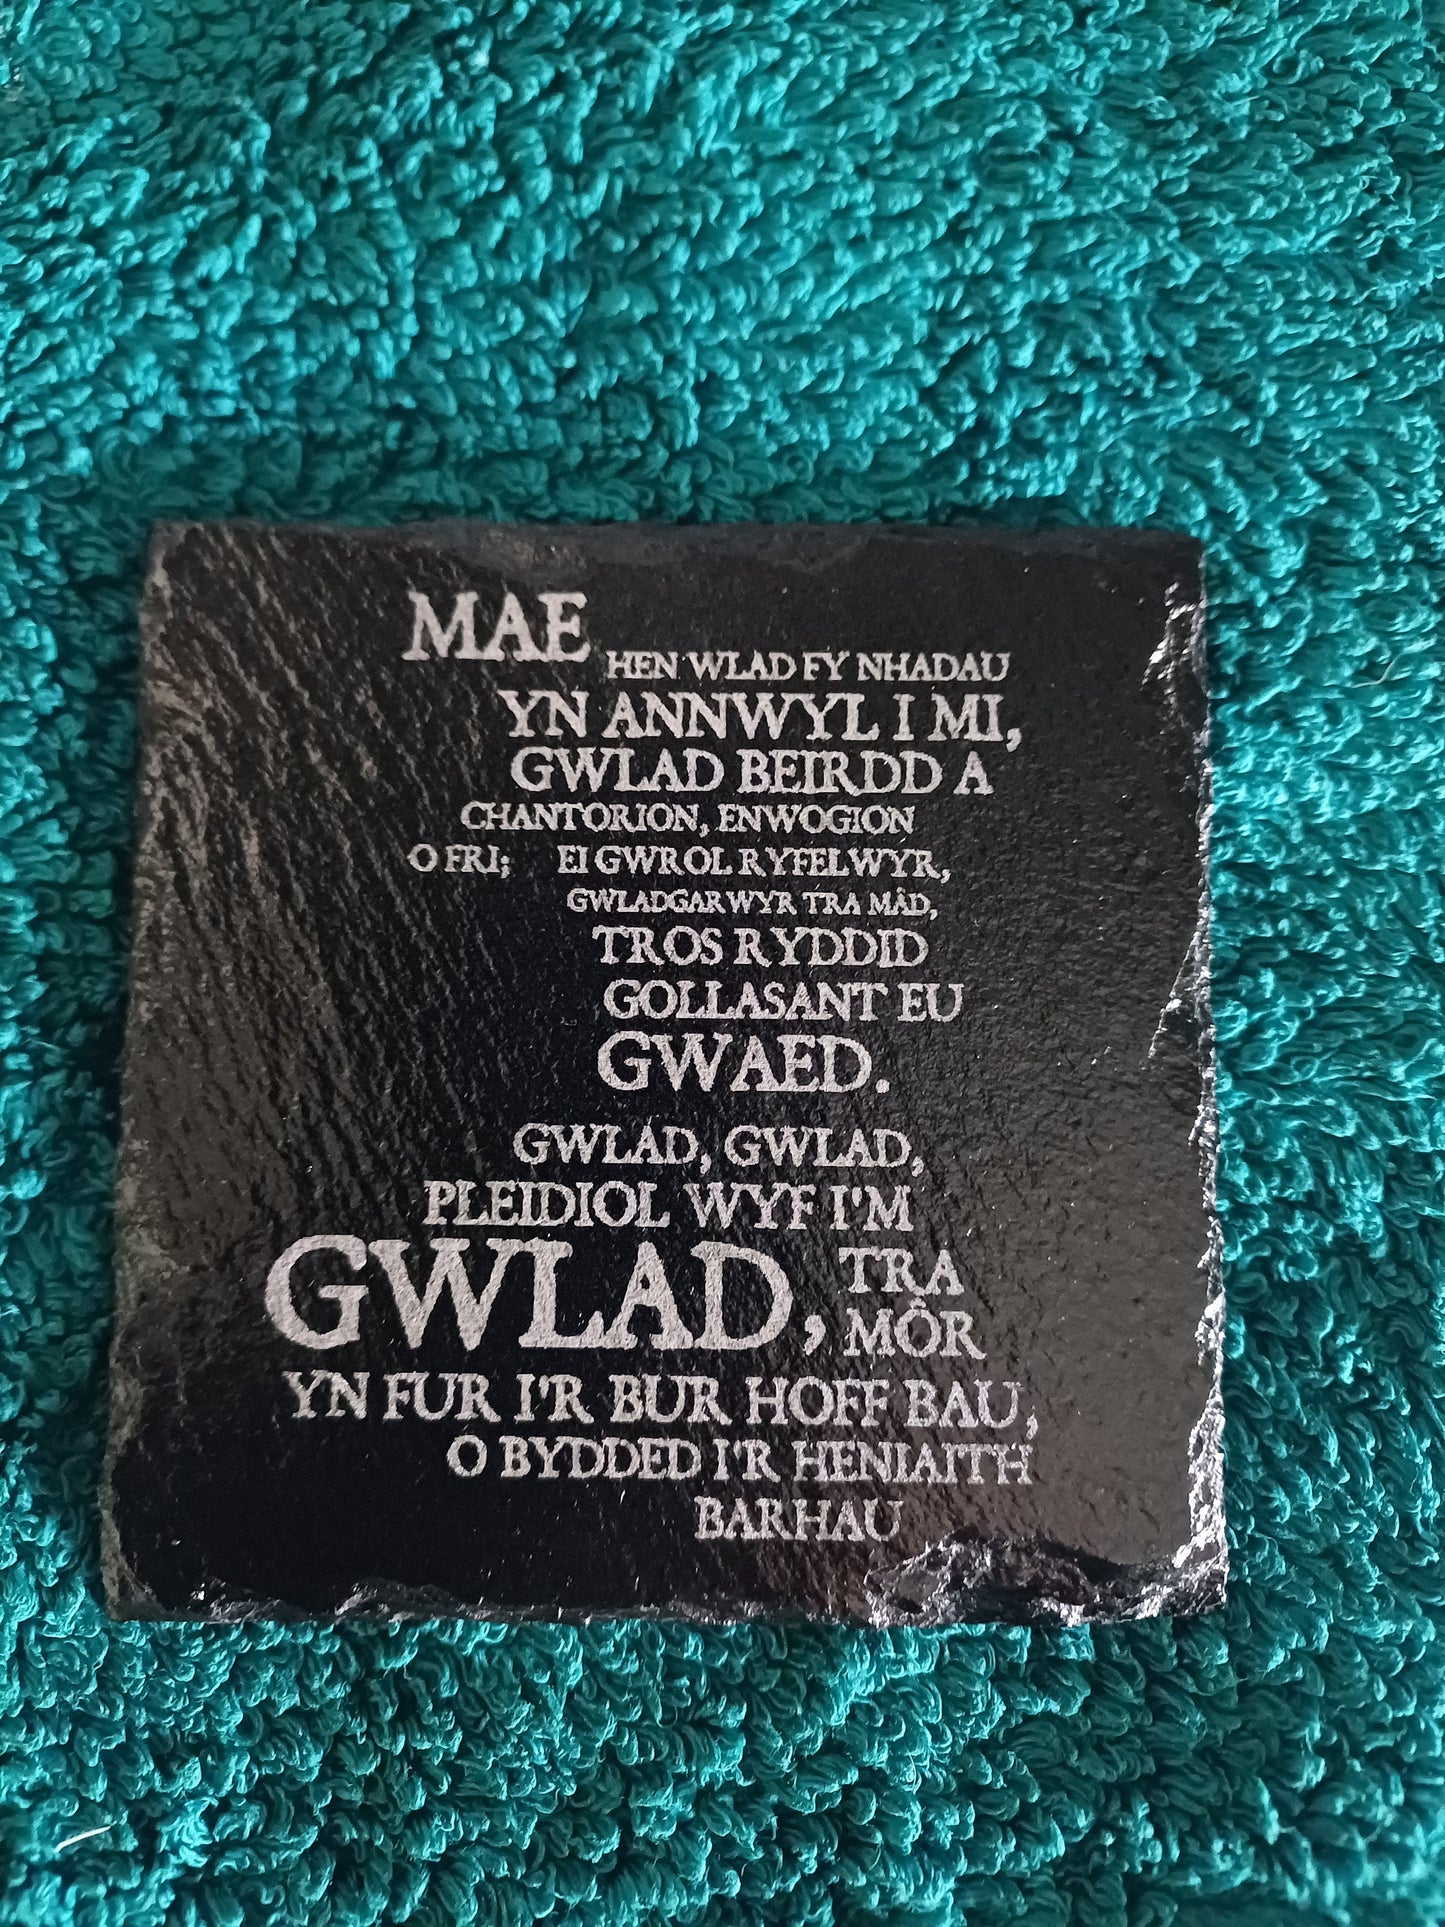 MAE
HEN WLAD FY NHADAU
YN ANNWYL I MI,
GWLAD BEIRDD A
CHANTORION, ENWOGION
O FRI; EI GWROL RYFELWYR,
GWLADGARWYR TRA MÂD,
TROS RYDDID
GOLLASANT EU
GWAED.
GWLAD, GWLAD,
PLEIDIOL WYF I'M
GWLAD, TRA
MÔR
YN FUR I'R BUR HOFF BAU,
O BYDDED I'R HENIAITH
BARHAU